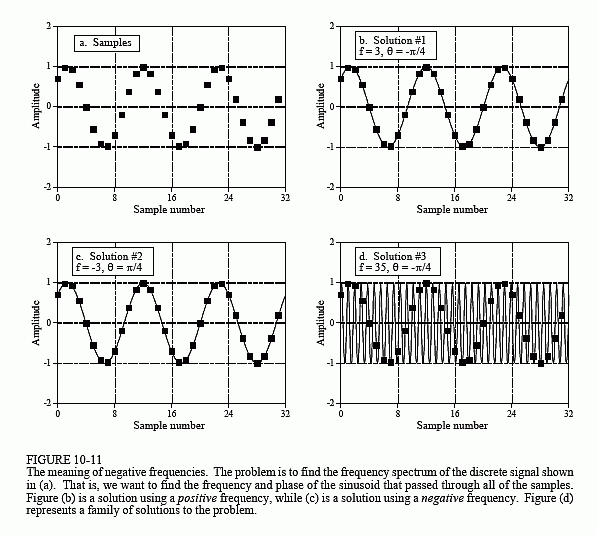 2
1
0
-1
-2
0
8
16
24
32
Sample number
Amplitude
a. Samples
2
1
0
-1
-2
0
8
16
24
32
Sample number
Amplitude
b. Solution #1
f = 3, θ = -π/4
2
1
0
-1
-2
0
8
16
24
32
Sample number
Amplitude
c. Solution #2
f = -3, θ = π/4
2
1
0
-1
-2
0
8
16
24
32
Sample number
Amplitude
d. Solution #3
f = 35, θ = -π/4
FIGURE 10-11
The meaning of negative frequencies. The problem is to find the frequency spectrum of the discrete signal shown
in (a). That is, we want to find the frequency and phase of the sinusoid that passed through all of the samples.
Figure (b) is a solution using a positive frequency, while (c) is a solution using a negative frequency. Figure (d)
represents a family of solutions to the problem.